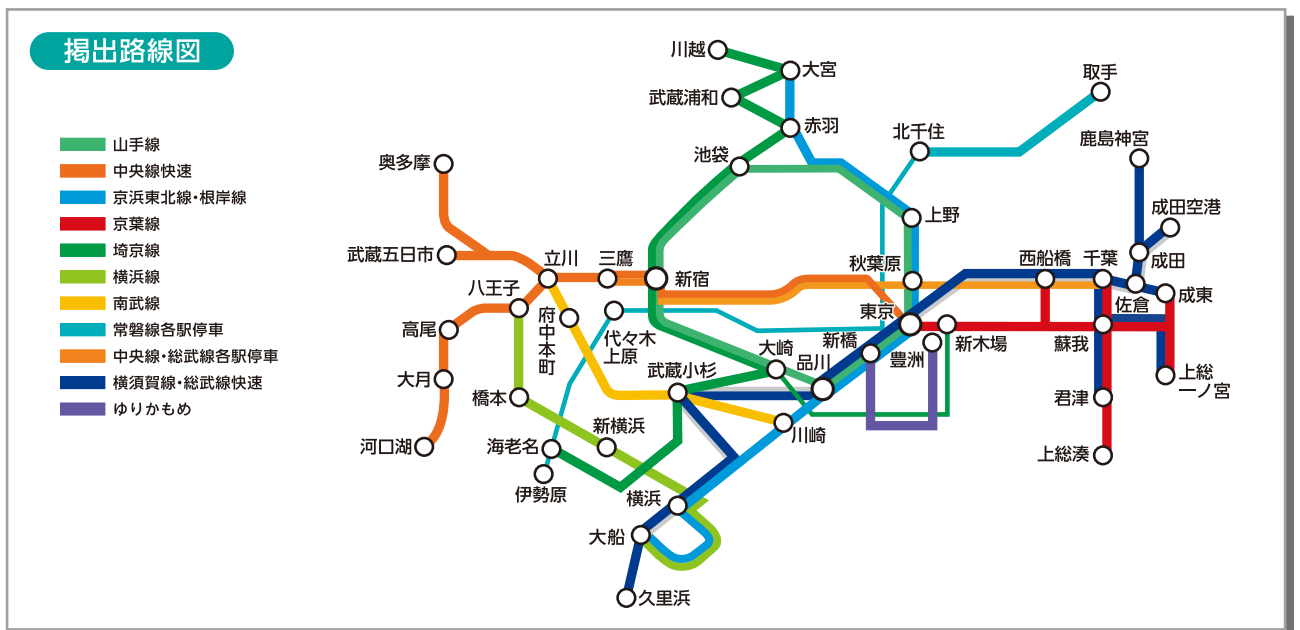 掲出路線図
山手線
中央線快速
京浜東北線・根岸線
京葉線
埼京線
横浜線
南武線
常磐線各駅停車
中央線・総武線各駅停車
横須賀線・総武線快速
ゆりかもめ
川越
大宮
武蔵浦和
赤羽
池袋
取手
北千住
鹿島神宮
成田空港
奥多摩
上野
武蔵五日市
立川
三鷹
新宿
秋葉原
西船橋
千葉
成田
八王子
佐倉
成東
高尾
府中本町
代々木
上原
東京
新橋
豊洲
新木場
蘇我
大崎
品川
大月
武蔵小杉
橋本
君津
上総
一ノ宮
河口湖
海老名
新横浜
川崎
上総湊
伊勢原
横浜
大船
久里浜